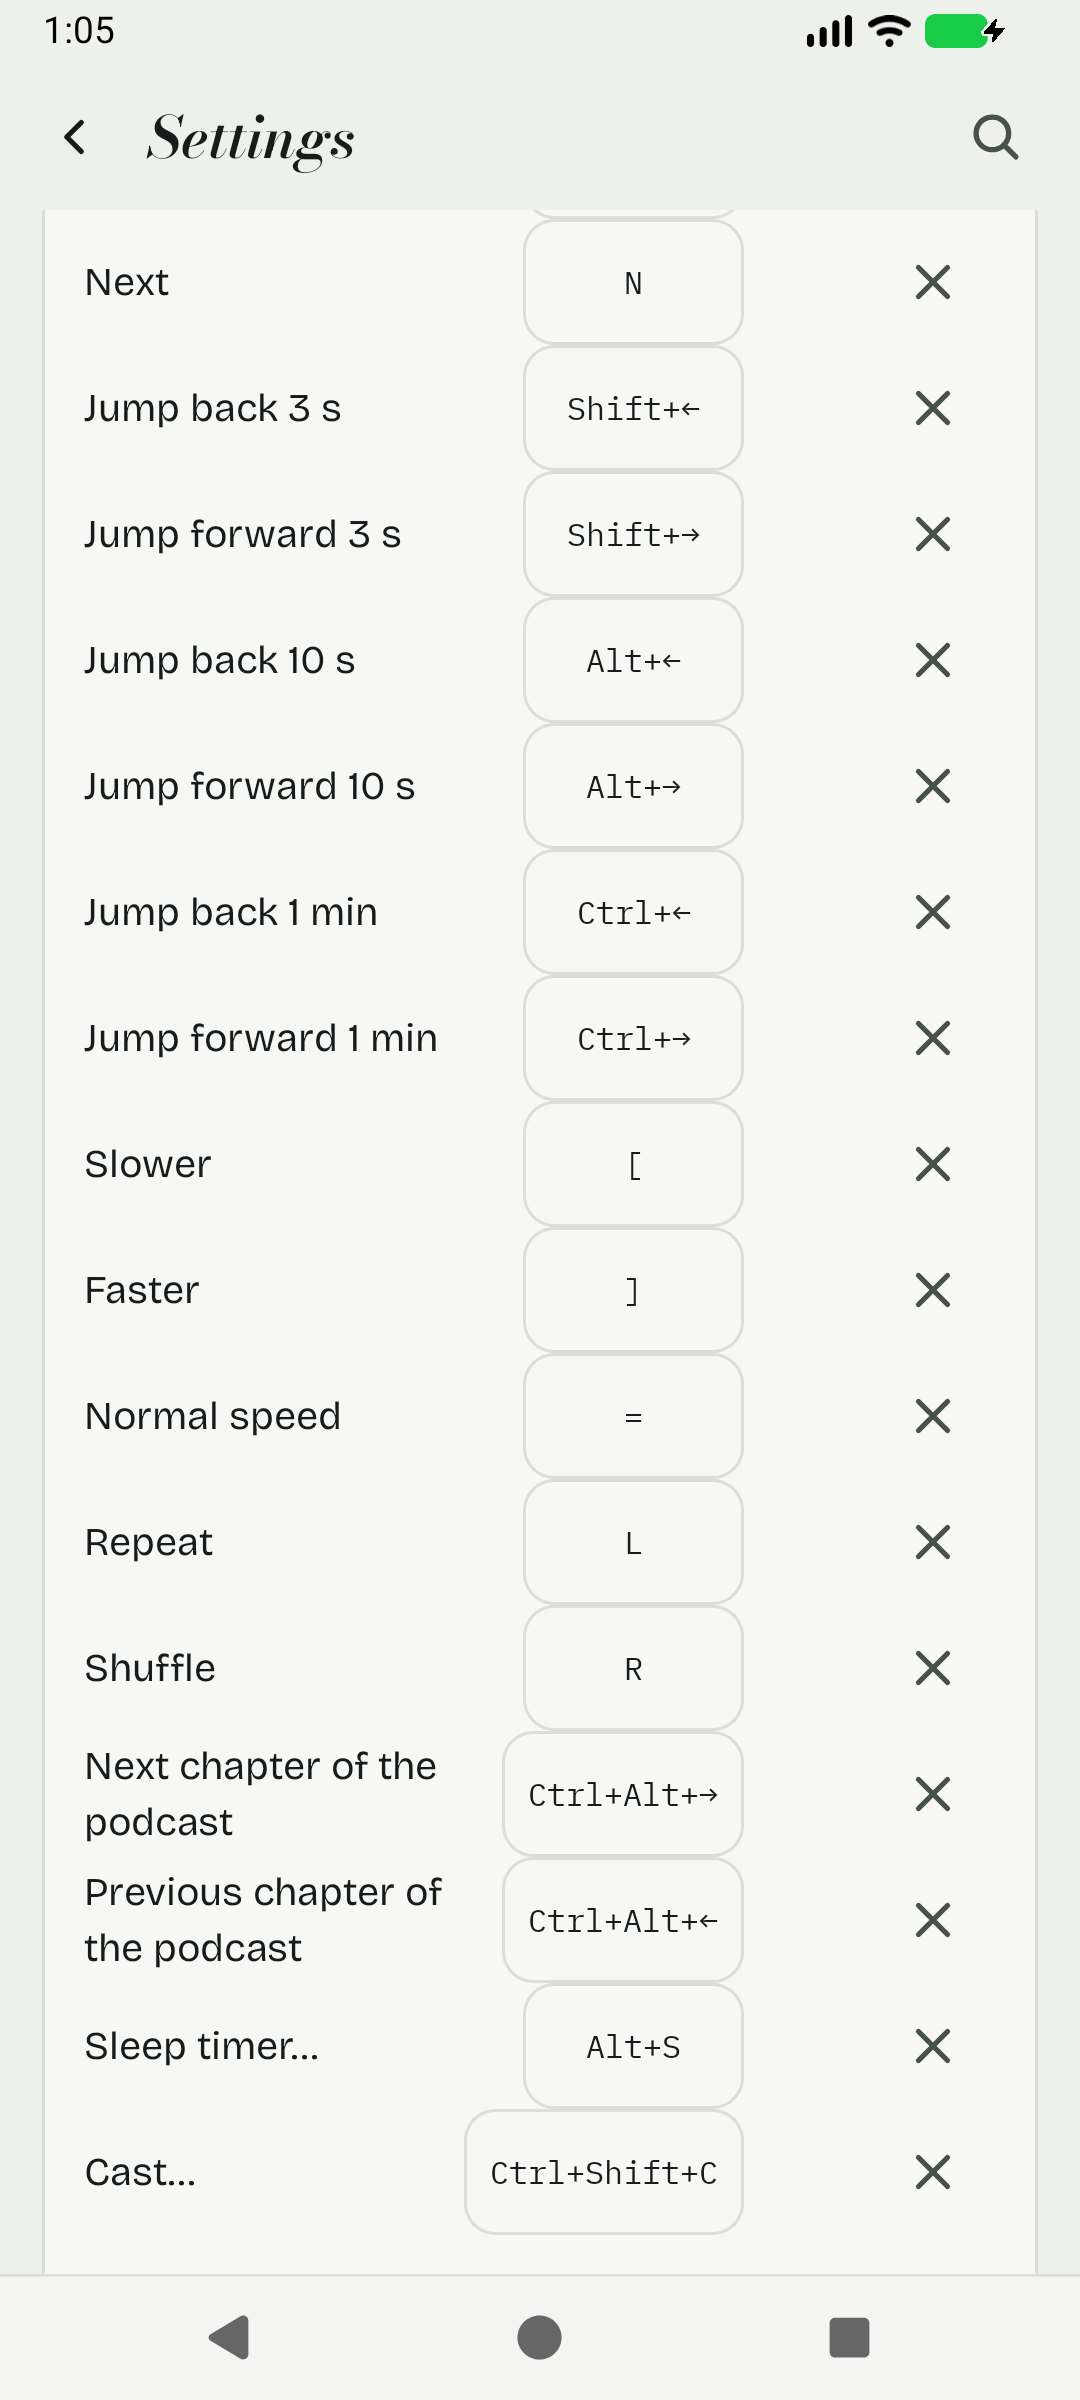 1:05
Settings
Next
N
Jump back 3 s
Shift+←
Jump forward 3 s
Shift+→
Jump back 10 s
Alt+←
Jump forward 10 s
Alt+→
Jump back 1 min
Ctrl+←
Jump forward 1 min
Ctrl+→
Slower
[
Faster
]
Normal speed
=
Repeat
L
Shuffle
R
Next chapter of the
podcast
Ctrl+Alt+→
Previous chapter of
the podcast
Ctrl+Alt+←
Sleep timer...
Alt+S
Cast...
Ctrl+Shift+C